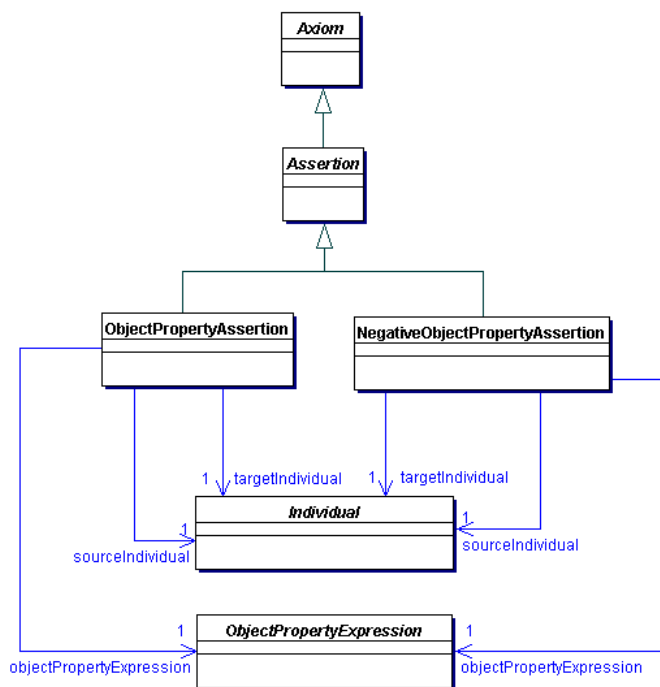 Axiom
Assertion
ObjectPropertyAssertion
NegativeObjectPropertyAssertion
1 targetIndividual
1 targetIndividual
Individual
1
1
sourceIndividual
sourceIndividual
1
ObjectPropertyExpression
1
objectPropertyExpression
objectPropertyExpression